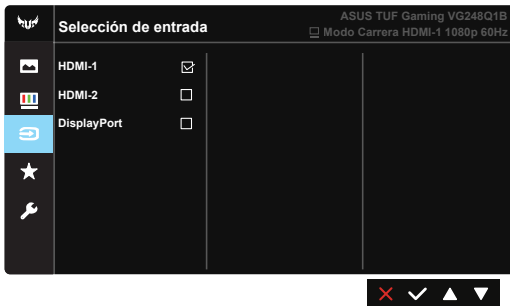 Selección de entrada
ASUS TUF Gaming VG248Q1B
Modo Carrera HDMI-1 1080p 60Hz
HDMI-1
HDMI-2
DisplayPort